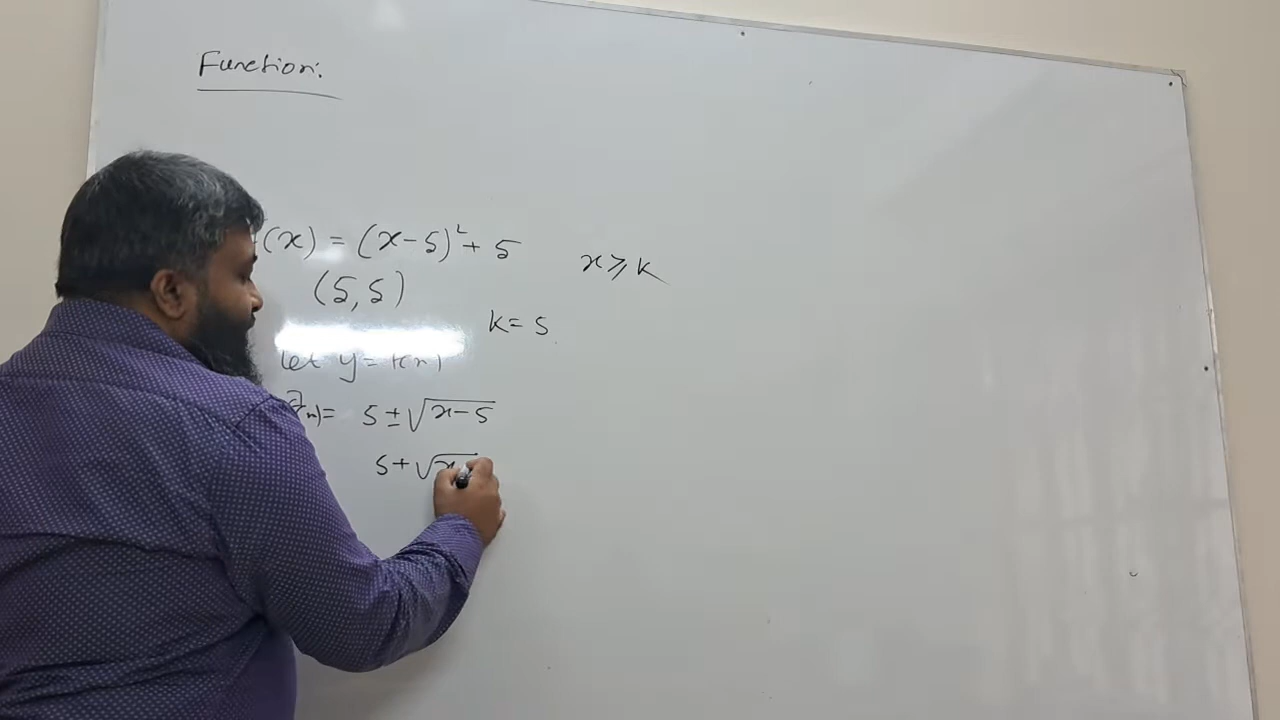 Function:
(x) = (x-5)² + 5
x ⩾ k
(5,5)
k = 5
let y =
= 5 ± √(x-5)
5 + √x